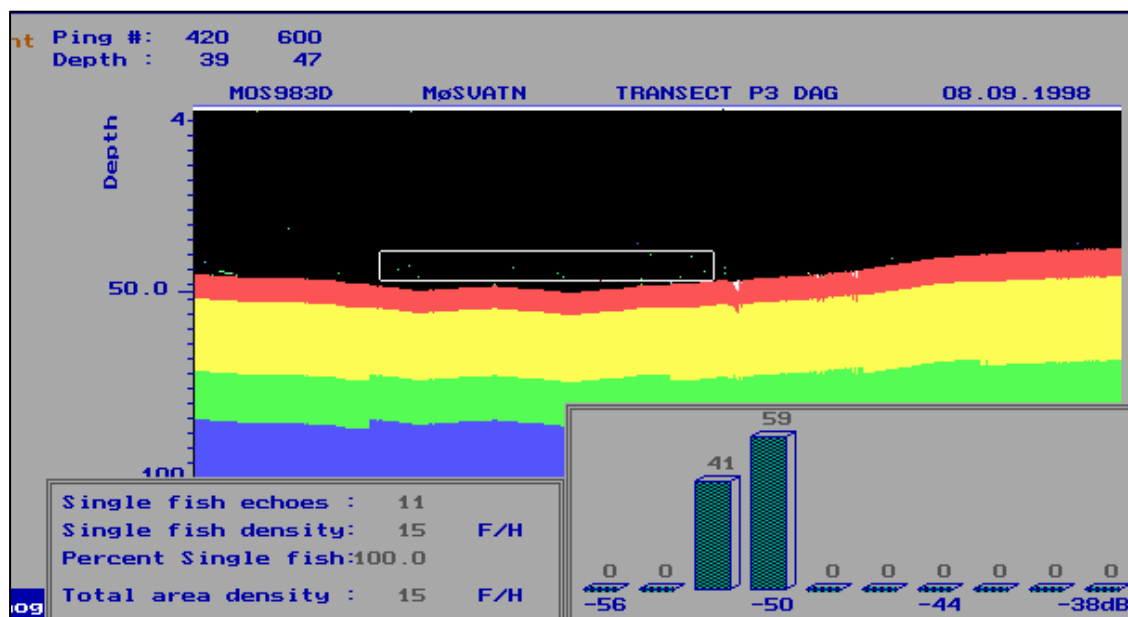 nt Ping #: 420 600
Depth : 39 47
MOS983D MøSVATN TRANSECT P3 DAG 08.09.1998
Depth
4
50.0
100
Single fish echoes : 11
Single fish density: 15 F/H
Percent Single fish:100.0
Total area density : 15 F/H
og
59
41
0 0 0 0 0 0 0 0
-56 -50 -44 -38dB